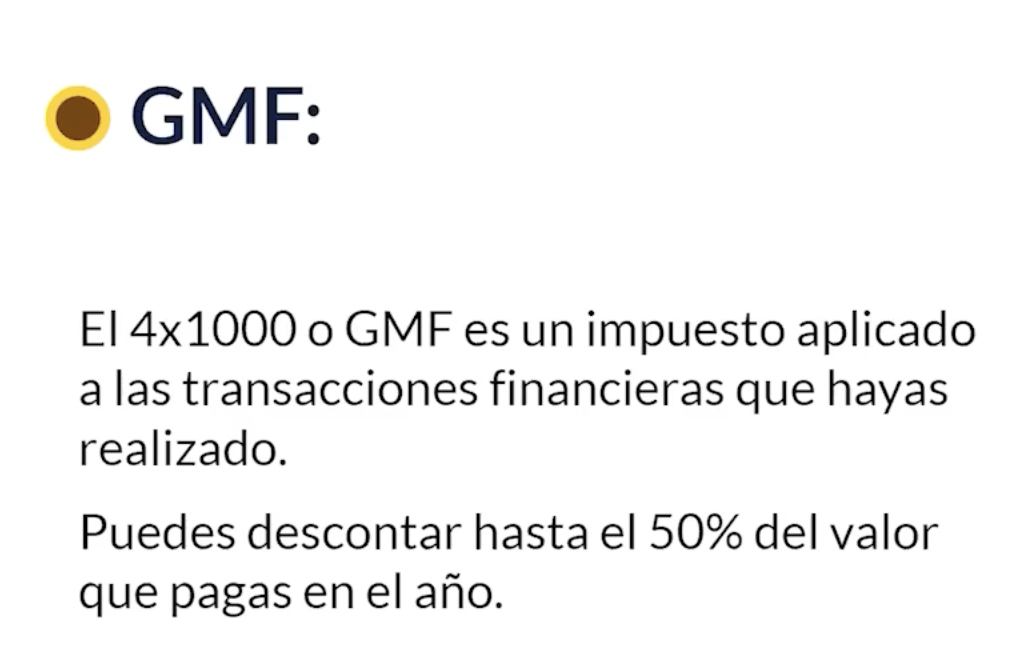 GMF:
El 4x1000 o GMF es un impuesto aplicado
a las transacciones financieras que hayas
realizado.
Puedes descontar hasta el 50% del valor
que pagas en el año.